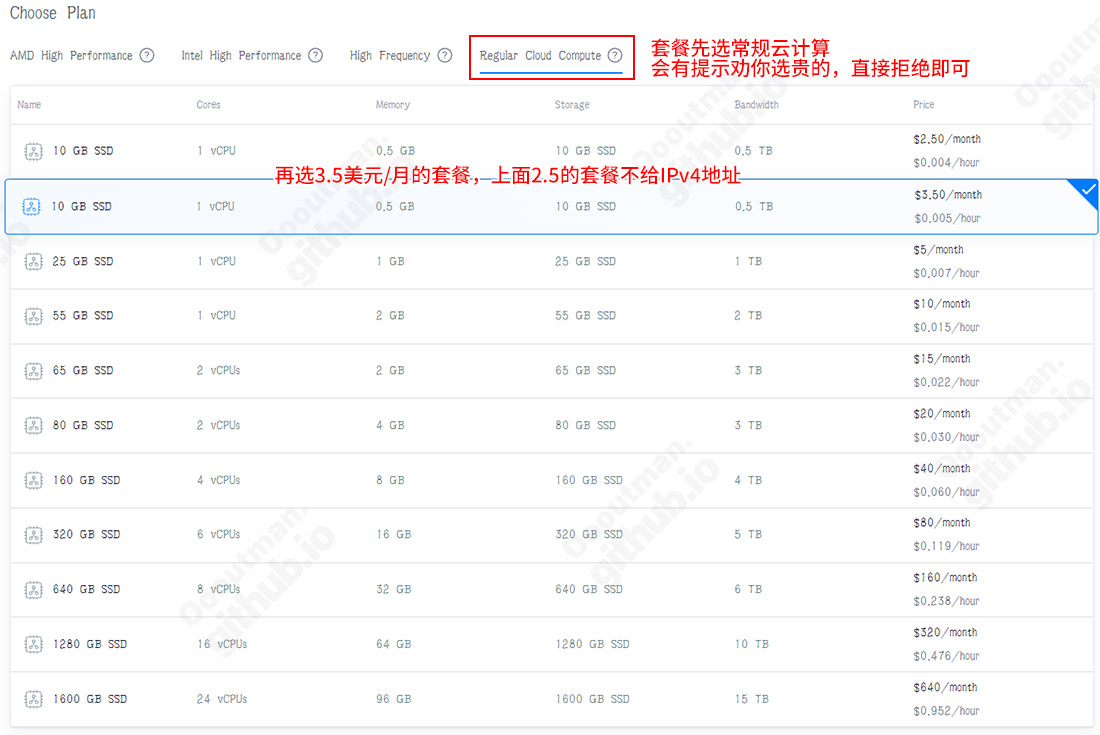 Choose Plan
AMD High Performance ? Intel High Performance ? High Frequency ? Regular Cloud Compute ?
套餐先选常规云计算
会有提示劝你选贵的，直接拒绝即可
Name Cores Memory Storage Bandwidth Price
10 GB SSD 1 vCPU 0.5 GB 10 GB SSD 0.5 TB $2.50/month
$0.004/hour
再选3.5美元/月的套餐，上面2.5的套餐不给IPv4地址
10 GB SSD 1 vCPU 0.5 GB 10 GB SSD 0.5 TB $3.50/month
$0.005/hour
25 GB SSD 1 vCPU 1 GB 25 GB SSD 1 TB $5/month
$0.007/hour
55 GB SSD 1 vCPU 2 GB 55 GB SSD 2 TB $10/month
$0.015/hour
65 GB SSD 2 vCPUs 2 GB 65 GB SSD 3 TB $15/month
$0.022/hour
80 GB SSD 2 vCPUs 4 GB 80 GB SSD 3 TB $20/month
$0.030/hour
160 GB SSD 4 vCPUs 8 GB 160 GB SSD 4 TB $40/month
$0.060/hour
320 GB SSD 6 vCPUs 16 GB 320 GB SSD 5 TB $80/month
$0.119/hour
640 GB SSD 8 vCPUs 32 GB 640 GB SSD 6 TB $160/month
$0.238/hour
1280 GB SSD 16 vCPUs 64 GB 1280 GB SSD 10 TB $320/month
$0.476/hour
1600 GB SSD 24 vCPUs 96 GB 1600 GB SSD 15 TB $640/month
$0.952/hour
Oooutman.
github.io